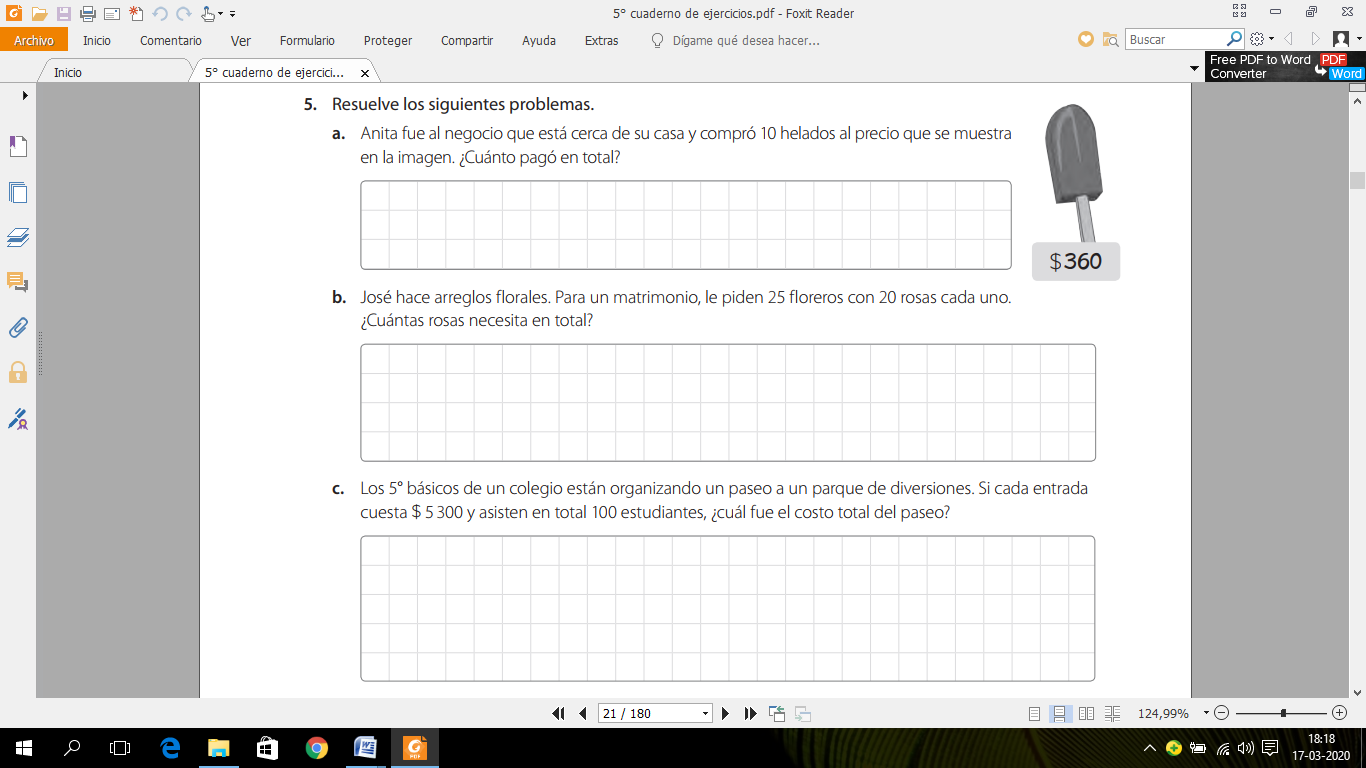 5° cuaderno de ejercicios.pdf - Foxit Reader
Archivo Inicio Comentario Ver Formulario Proteger Compartir Ayuda Extras Dígame qué desea hacer... Buscar
Inicio 5° cuaderno de ejercici... Free PDF to Word PDF
Converter Word
5. Resuelve los siguientes problemas.
a. Anita fue al negocio que está cerca de su casa y compró 10 helados al precio que se muestra
en la imagen. ¿Cuánto pagó en total?
$ 360
b. José hace arreglos florales. Para un matrimonio, le piden 25 floreros con 20 rosas cada uno.
¿Cuántas rosas necesita en total?
c. Los 5° básicos de un colegio están organizando un paseo a un parque de diversiones. Si cada entrada
cuesta $ 5 300 y asisten en total 100 estudiantes, ¿cuál fue el costo total del paseo?
21 / 180 124,99%
18:18
17-03-2020